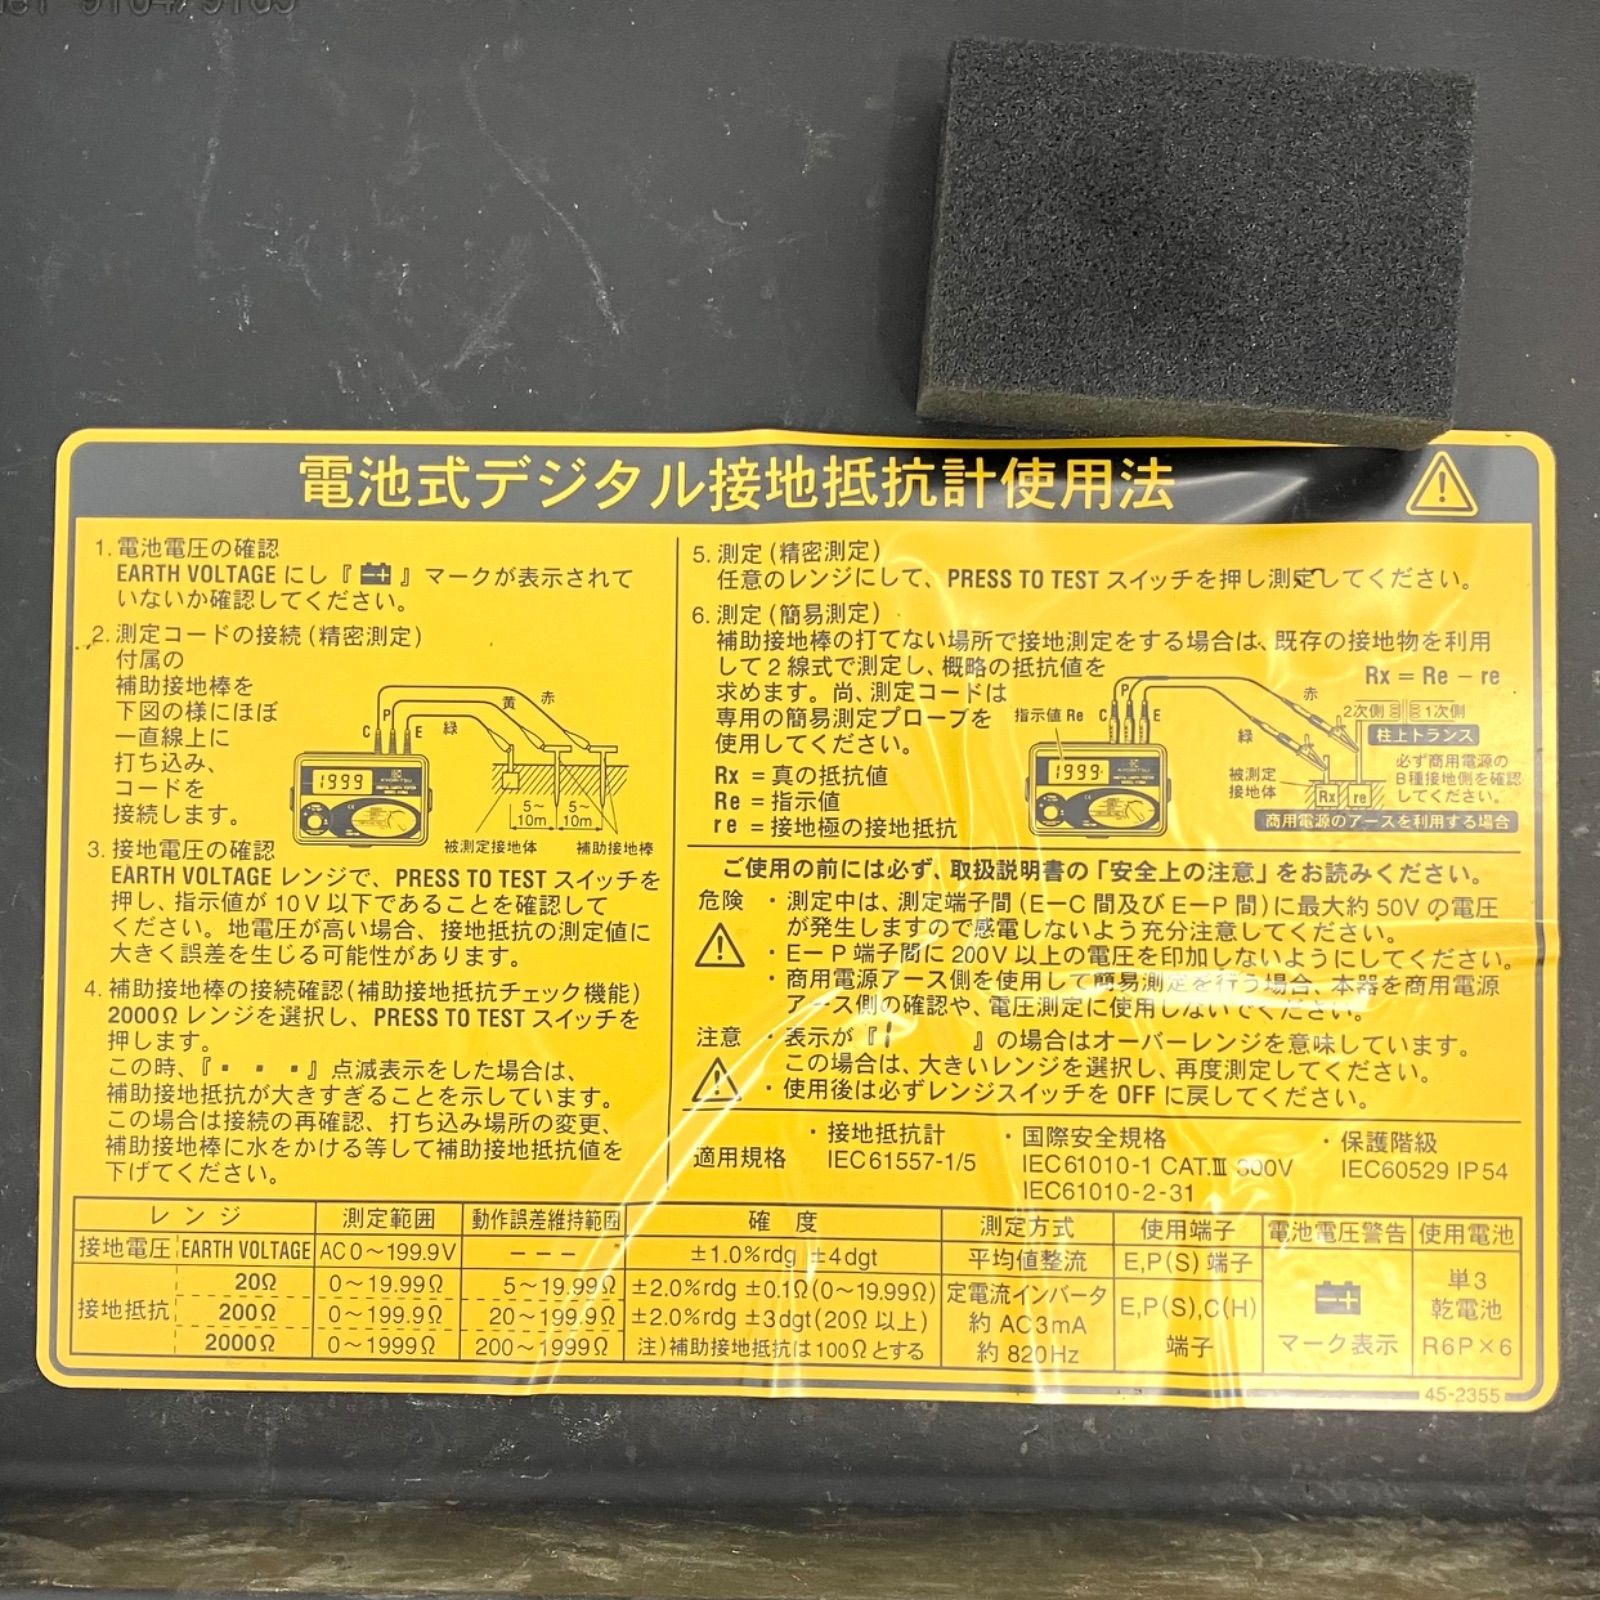 電池式デジタル接地抵抗計使用法
1. 電池電圧の確認
EARTH VOLTAGE にし『 』マークが表示されて
いないか確認してください。
2. 測定コードの接続(精密測定)
付属の
補助接地棒を
下図の様にほぼ
一直線上に
打ち込み、
コードを
接続します。
C P E 緑 黄 赤
1999
5～10m 5～10m
被測定接地体 補助接地棒
3. 接地電圧の確認
EARTH VOLTAGE レンジで、PRESS TO TEST スイッチを
押し、指示値が10V以下であることを確認して
ください。地電圧が高い場合、接地抵抗の測定値に
大きく誤差を生じる可能性があります。
4. 補助接地棒の接続確認(補助接地抵抗チェック機能)
2000Ω レンジを選択し、PRESS TO TEST スイッチを
押します。
この時、『・・・』点滅表示をした場合は、
補助接地抵抗が大きすぎることを示しています。
この場合は接続の再確認、打ち込み場所の変更、
補助接地棒に水をかける等して補助接地抵抗値を
下げてください。
5. 測定(精密測定)
任意のレンジにして、PRESS TO TEST スイッチを押し測定してください。
6. 測定(簡易測定)
補助接地棒の打てない場所で接地測定をする場合は、既存の接地物を利用
して2線式で測定し、概略の抵抗値を
求めます。尚、測定コードは
専用の簡易測定プローブを
使用してください。
Rx = 真の抵抗値
Re = 指示値
re = 接地極の接地抵抗
Rx = Re － re
指示値 Re C P E 赤
緑
1999
2次側 1次側
柱上トランス
必ず商用電源の
B種接地側を確認
してください。
被測定
接地体
Rx re
商用電源のアースを利用する場合
ご使用の前には必ず、取扱説明書の「安全上の注意」をお読みください。
危険 ・測定中は、測定端子間(E－C間及びE－P間)に最大約50Vの電圧
が発生しますので感電しないよう充分注意してください。
・E－P端子間に200V以上の電圧を印加しないようにしてください。
・商用電源アース側を使用して簡易測定を行う場合、本器を商用電源
アース側の確認や、電圧測定に使用しないでください。
注意 ・表示が『1 』の場合はオーバーレンジを意味しています。
この場合は、大きいレンジを選択し、再度測定してください。
・使用後は必ずレンジスイッチを OFF に戻してください。
適用規格
・接地抵抗計
IEC61557-1/5
・国際安全規格
IEC61010-1 CAT.Ⅲ 300V
IEC61010-2-31
・保護階級
IEC60529 IP54
レンジ 測定範囲 動作誤差維持範囲 確度 測定方式 使用端子 電池電圧警告 使用電池
接地電圧 EARTH VOLTAGE AC0～199.9V －－－ ±1.0%rdg ±4dgt 平均値整流 E,P(S)端子
接地抵抗
20Ω 0～19.99Ω 5～19.99Ω ±2.0%rdg ±0.1Ω(0～19.99Ω)
200Ω 0～199.9Ω 20～199.9Ω ±2.0%rdg ±3dgt(20Ω以上)
2000Ω 0～1999Ω 200～1999Ω 注)補助接地抵抗は100Ωとする
定電流インバータ
約 AC3mA
約 820Hz
E,P(S),C(H)
端子
マーク表示
単3
乾電池
R6P×6
45-2355